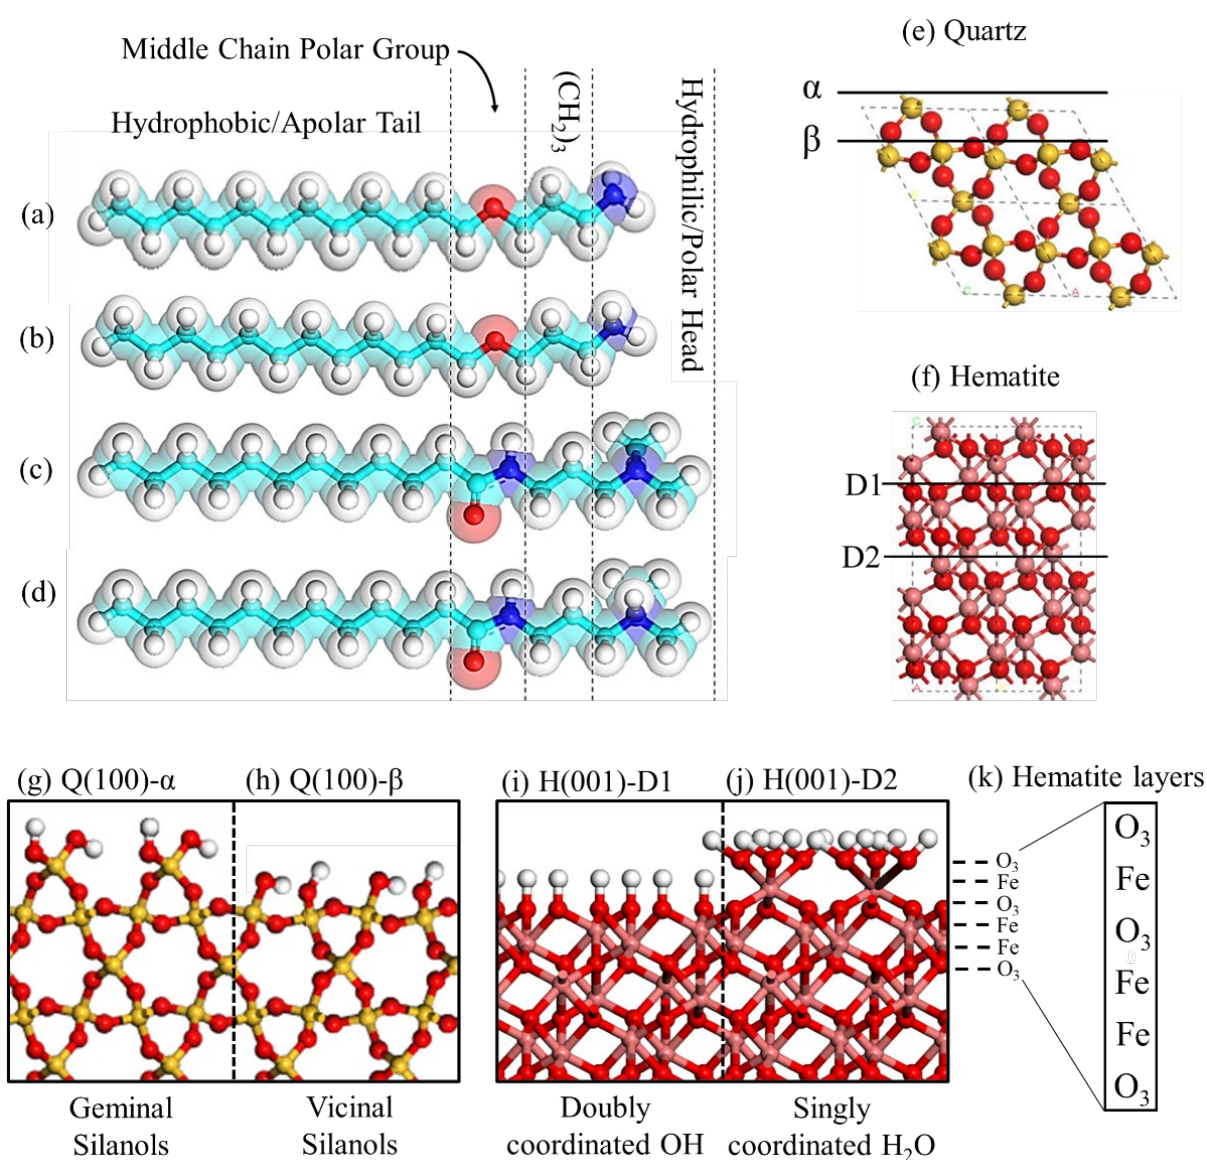 Middle Chain Polar Group
Hydrophobic/Apolar Tail
(CH₂)₃
Hydrophilic/Polar Head
(a)
(b)
(c)
(d)
(e) Quartz
α
β
C
A
(f) Hematite
C
D1
D2
A
(g) Q(100)-α
(h) Q(100)-β
(i) H(001)-D1
(j) H(001)-D2
(k) Hematite layers
O₃
Fe
O₃
Fe
Fe
O₃
O₃
Fe
O₃
Fe
Fe
O₃
Geminal
Silanols
Vicinal
Silanols
Doubly
coordinated OH
Singly
coordinated H₂O